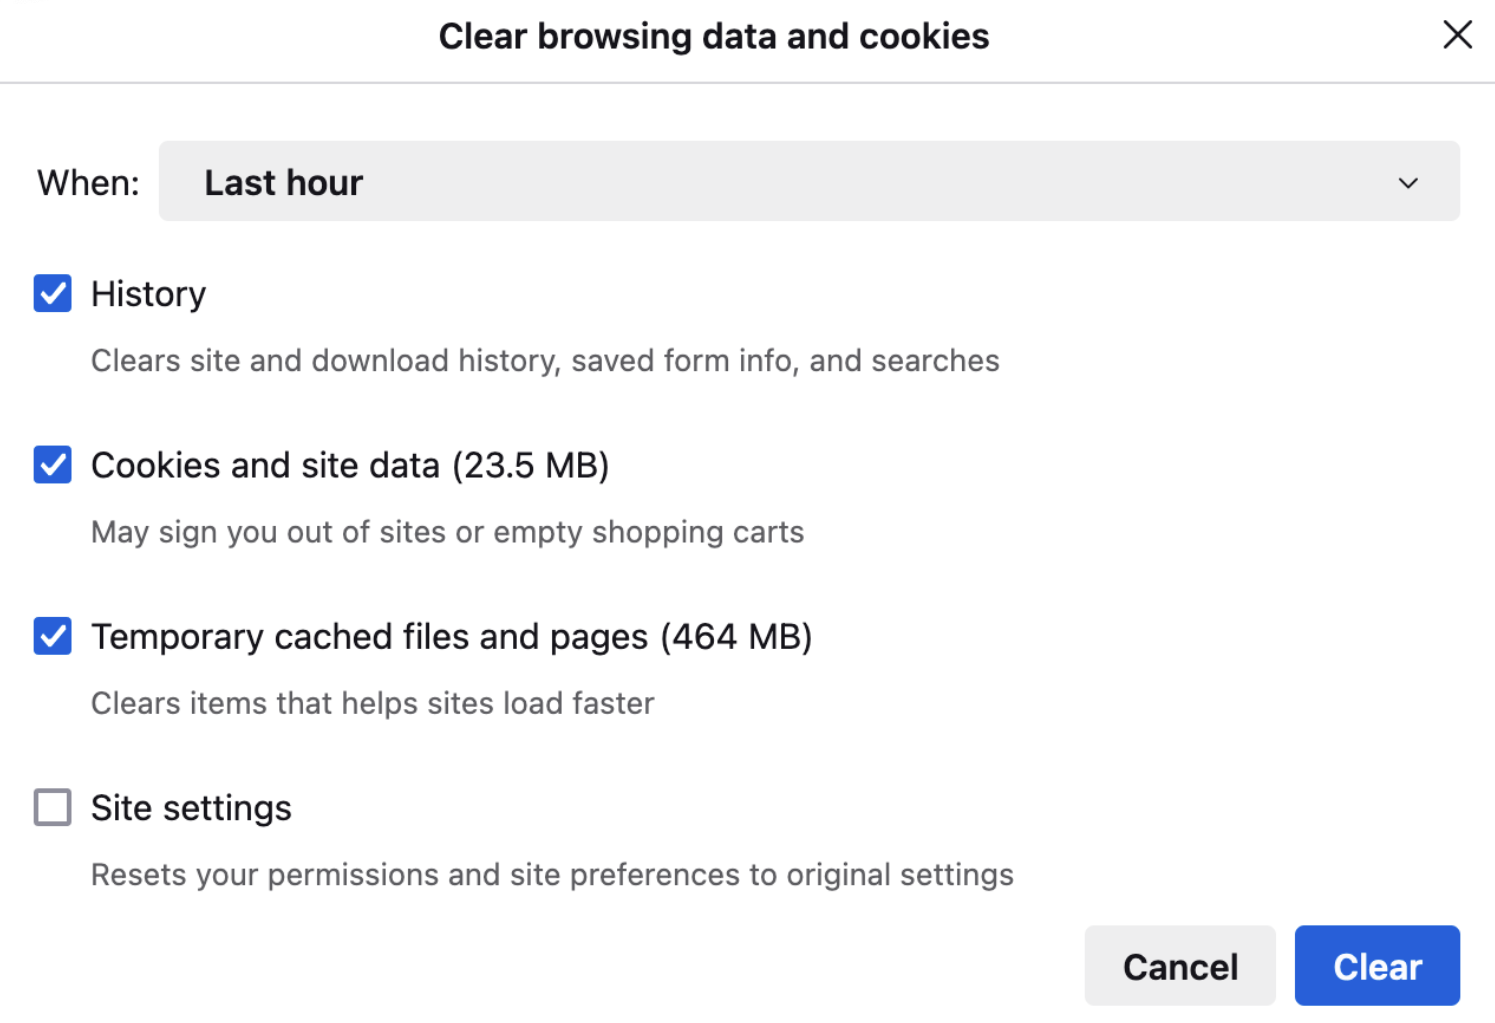 Clear browsing data and cookies
When:
Last hour
History
Clears site and download history, saved form info, and searches
Cookies and site data (23.5 MB)
May sign you out of sites or empty shopping carts
Temporary cached files and pages (464 MB)
Clears items that helps sites load faster
Site settings
Resets your permissions and site preferences to original settings
Cancel
Clear